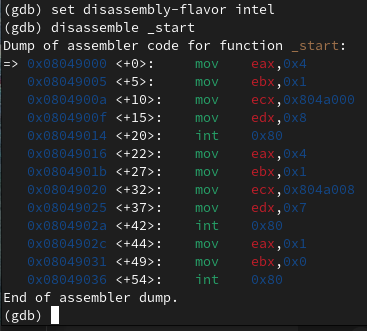 (gdb) set disassembly-flavor intel
(gdb) disassemble _start
Dump of assembler code for function _start:
=> 0x08049000 <+0>:	mov    eax,0x4
   0x08049005 <+5>:	mov    ebx,0x1
   0x0804900a <+10>:	mov    ecx,0x804a000
   0x0804900f <+15>:	mov    edx,0x8
   0x08049014 <+20>:	int    0x80
   0x08049016 <+22>:	mov    eax,0x4
   0x0804901b <+27>:	mov    ebx,0x1
   0x08049020 <+32>:	mov    ecx,0x804a008
   0x08049025 <+37>:	mov    edx,0x7
   0x0804902a <+42>:	int    0x80
   0x0804902c <+44>:	mov    eax,0x1
   0x08049031 <+49>:	mov    ebx,0x0
   0x08049036 <+54>:	int    0x80
End of assembler dump.
(gdb)